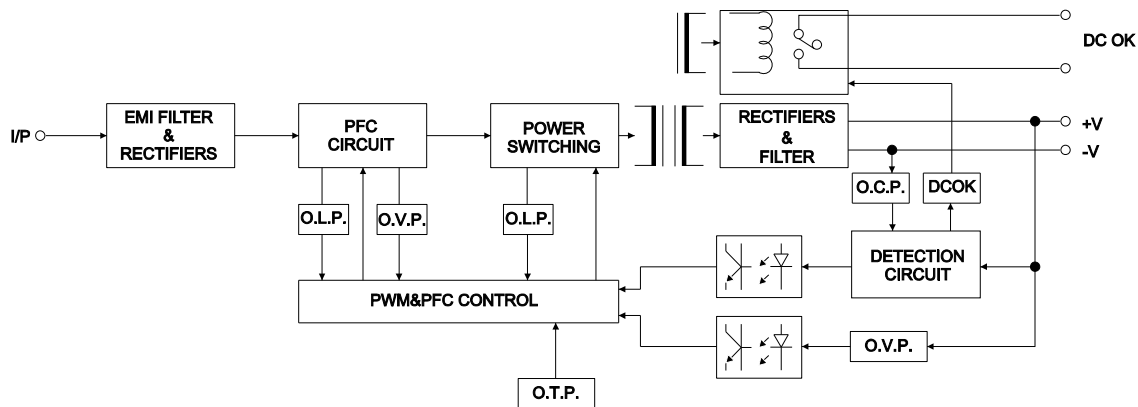 DC OK
I/P
EMI FILTER
&
RECTIFIERS
PFC
CIRCUIT
POWER
SWITCHING
RECTIFIERS
&
FILTER
+V
-V
O.L.P.
O.V.P.
O.L.P.
O.C.P.
DCOK
DETECTION
CIRCUIT
PWM&PFC CONTROL
O.V.P.
O.T.P.